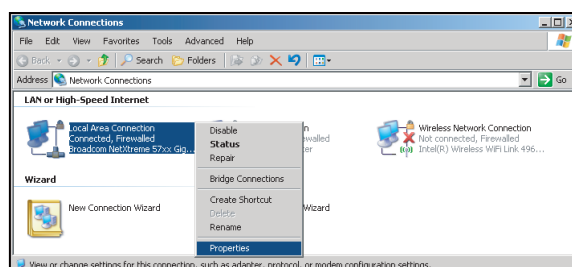 Network Connections
File Edit View Favorites Tools Advanced Help
Back Search Folders
Address Network Connections Go
LAN or High-Speed Internet
Local Area Connection
Connected, Firewalled
Broadcom NetXtreme 57xx Gig...
Disable
Status
Repair
Bridge Connections
Create Shortcut
Delete
Rename
Properties
Wireless Network Connection
Not connected, Firewalled
Intel(R) Wireless WiFi Link 496...
Wizard
New Connection Wizard
Wizard
View or change settings for this connection, such as adapter, protocol, or modem configuration settings.